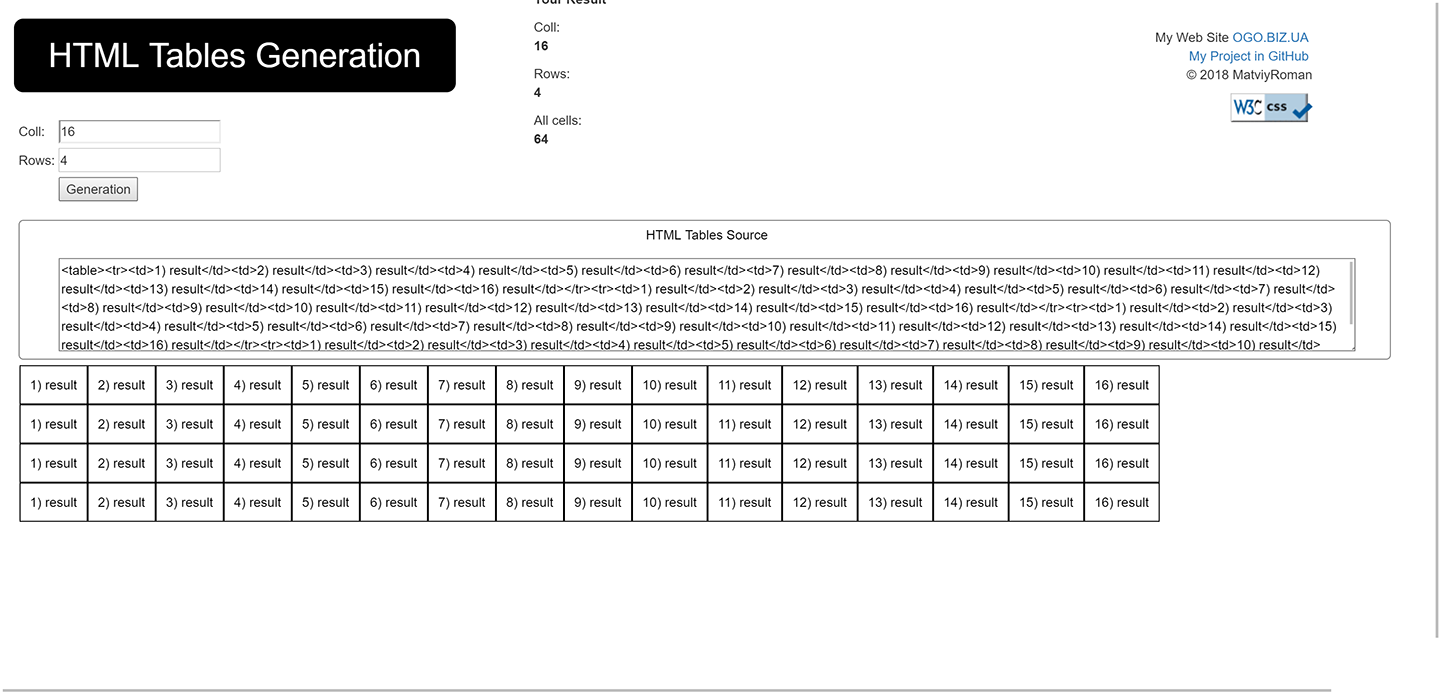 Your Result
HTML Tables Generation
Coll:
16
Rows:
4
All cells:
64
My Web Site OGO.BIZ.UA
My Project in GitHub
© 2018 MatviyRoman
W3C css
Coll: 16
Rows: 4
Generation
HTML Tables Source
<table><tr><td>1) result</td><td>2) result</td><td>3) result</td><td>4) result</td><td>5) result</td><td>6) result</td><td>7) result</td><td>8) result</td><td>9) result</td><td>10) result</td><td>11) result</td><td>12)
result</td><td>13) result</td><td>14) result</td><td>15) result</td><td>16) result</td></tr><tr><td>1) result</td><td>2) result</td><td>3) result</td><td>4) result</td><td>5) result</td><td>6) result</td><td>7) result</td>
<td>8) result</td><td>9) result</td><td>10) result</td><td>11) result</td><td>12) result</td><td>13) result</td><td>14) result</td><td>15) result</td><td>16) result</td></tr><tr><td>1) result</td><td>2) result</td><td>3)
result</td><td>4) result</td><td>5) result</td><td>6) result</td><td>7) result</td><td>8) result</td><td>9) result</td><td>10) result</td><td>11) result</td><td>12) result</td><td>13) result</td><td>14) result</td><td>15)
result</td><td>16) result</td></tr><tr><td>1) result</td><td>2) result</td><td>3) result</td><td>4) result</td><td>5) result</td><td>6) result</td><td>7) result</td><td>8) result</td><td>9) result</td><td>10) result</td>
1) result 2) result 3) result 4) result 5) result 6) result 7) result 8) result 9) result 10) result 11) result 12) result 13) result 14) result 15) result 16) result
1) result 2) result 3) result 4) result 5) result 6) result 7) result 8) result 9) result 10) result 11) result 12) result 13) result 14) result 15) result 16) result
1) result 2) result 3) result 4) result 5) result 6) result 7) result 8) result 9) result 10) result 11) result 12) result 13) result 14) result 15) result 16) result
1) result 2) result 3) result 4) result 5) result 6) result 7) result 8) result 9) result 10) result 11) result 12) result 13) result 14) result 15) result 16) result